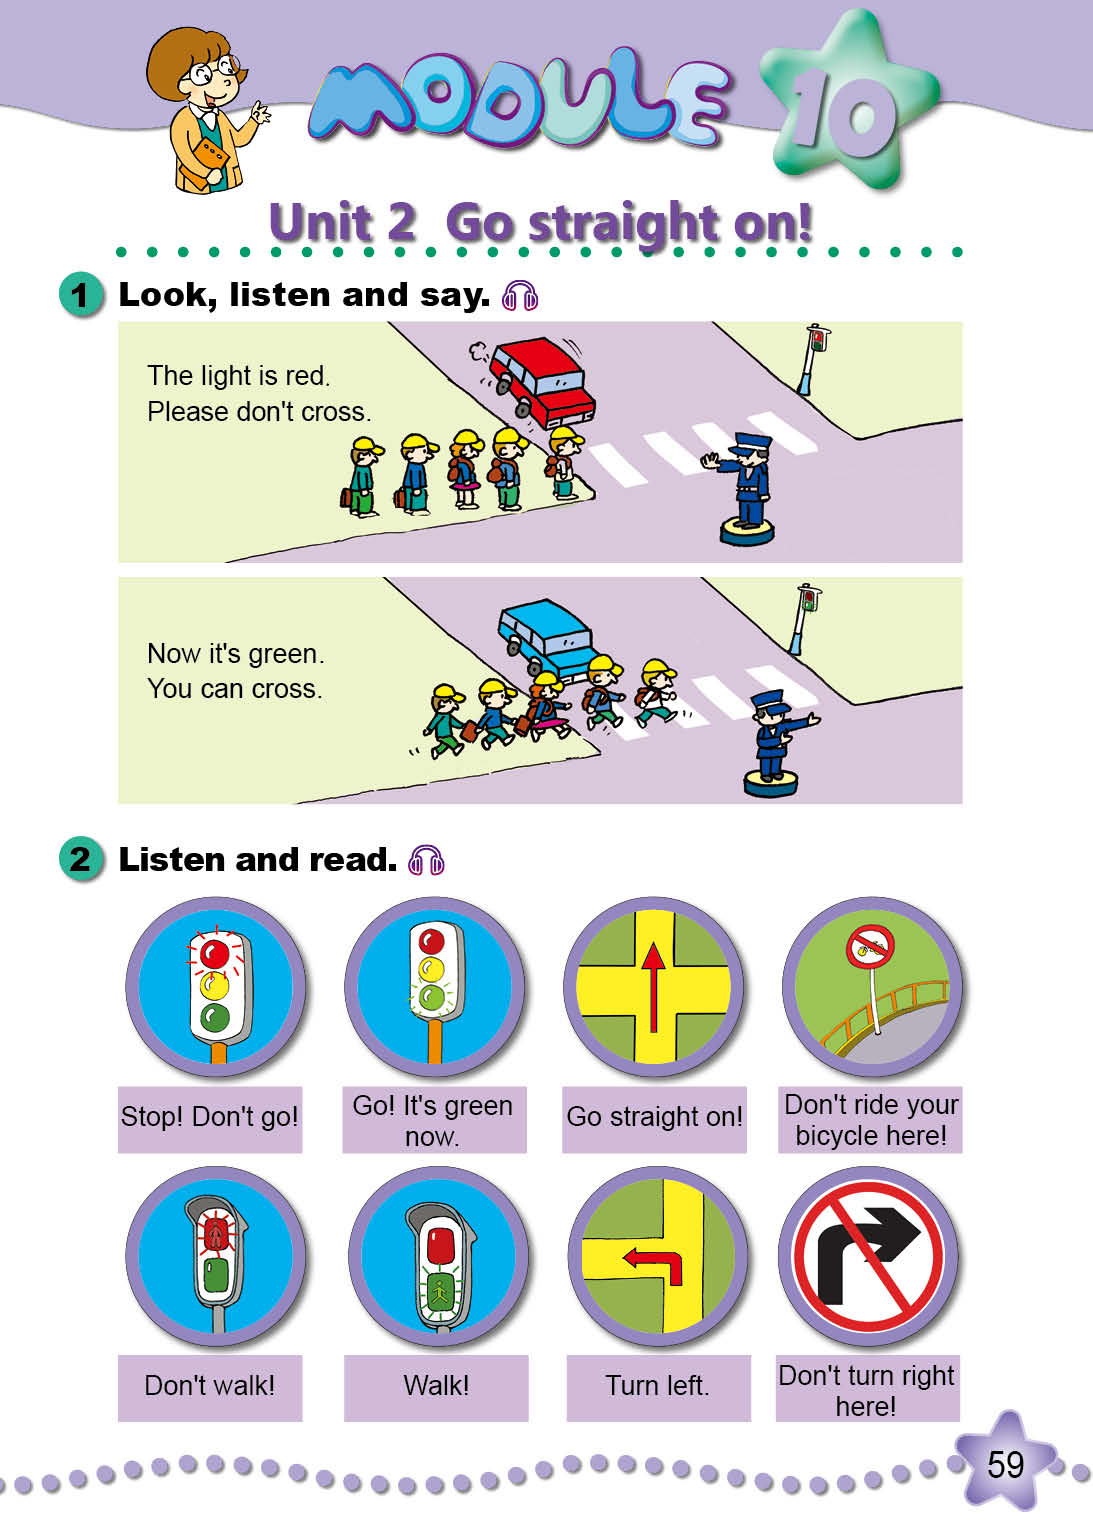 MODULE 10
Unit 2 Go straight on!
1 Look, listen and say.
The light is red.
Please don't cross.
Now it's green.
You can cross.
2 Listen and read.
Stop! Don't go!
Go! It's green
now.
Go straight on!
Don't ride your
bicycle here!
Don't walk!
Walk!
Turn left.
Don't turn right
here!
59